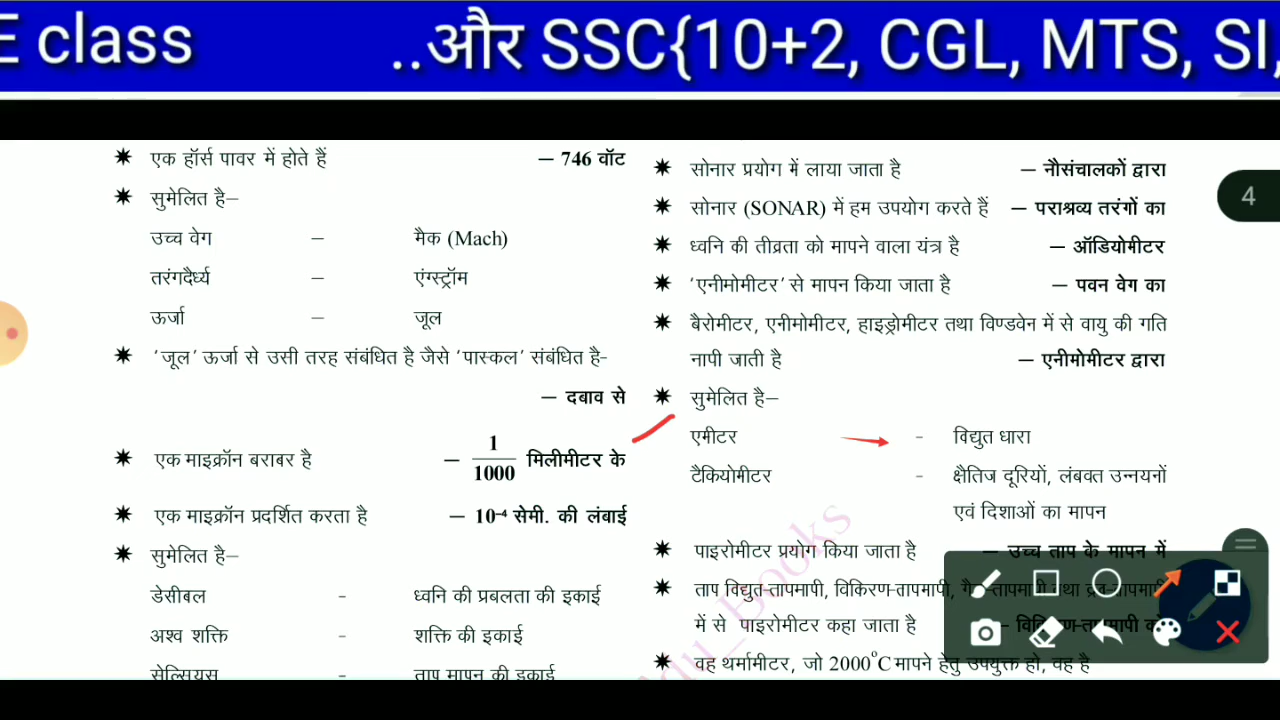 E class ..और SSC{10+2, CGL, MTS, SI,
4
✷ एक हॉर्स पावर में होते हैं – 746 वॉट
✷ सुमेलित है–
उच्च वेग – मैक (Mach)
तरंगदैर्ध्य – एंग्स्ट्रॉम
ऊर्जा – जूल
✷ ‘जूल’ ऊर्जा से उसी तरह संबंधित है जैसे ‘पास्कल’ संबंधित है-
– दबाव से
✷ एक माइक्रॉन बराबर है – 1/1000 मिलीमीटर के
✷ एक माइक्रॉन प्रदर्शित करता है – 10⁻⁴ सेमी. की लंबाई
✷ सुमेलित है–
डेसीबल - ध्वनि की प्रबलता की इकाई
अश्व शक्ति - शक्ति की इकाई
सेल्सियस - ताप मापन की इकाई
✷ सोनार प्रयोग में लाया जाता है – नौसंचालकों द्वारा
✷ सोनार (SONAR) में हम उपयोग करते हैं – पराश्रव्य तरंगों का
✷ ध्वनि की तीव्रता को मापने वाला यंत्र है – ऑडियोमीटर
✷ ‘एनीमोमीटर’ से मापन किया जाता है – पवन वेग का
✷ बैरोमीटर, एनीमोमीटर, हाइड्रोमीटर तथा विण्डवेन में से वायु की गति
नापी जाती है – एनीमोमीटर द्वारा
✷ सुमेलित है–
एमीटर - विद्युत धारा
टैकियोमीटर - क्षैतिज दूरियों, लंबवत उन्नयनों
एवं दिशाओं का मापन
✷ पाइरोमीटर प्रयोग किया जाता है – उच्च ताप के मापन में
✷ ताप विद्युत-तापमापी, विकिरण-तापमापी, तथा
में से पाइरोमीटर कहा जाता है – विकिरण-तापमापी को
✷ वह थर्मामीटर, जो 2000°C मापने हेतु उपयुक्त हो, वह है